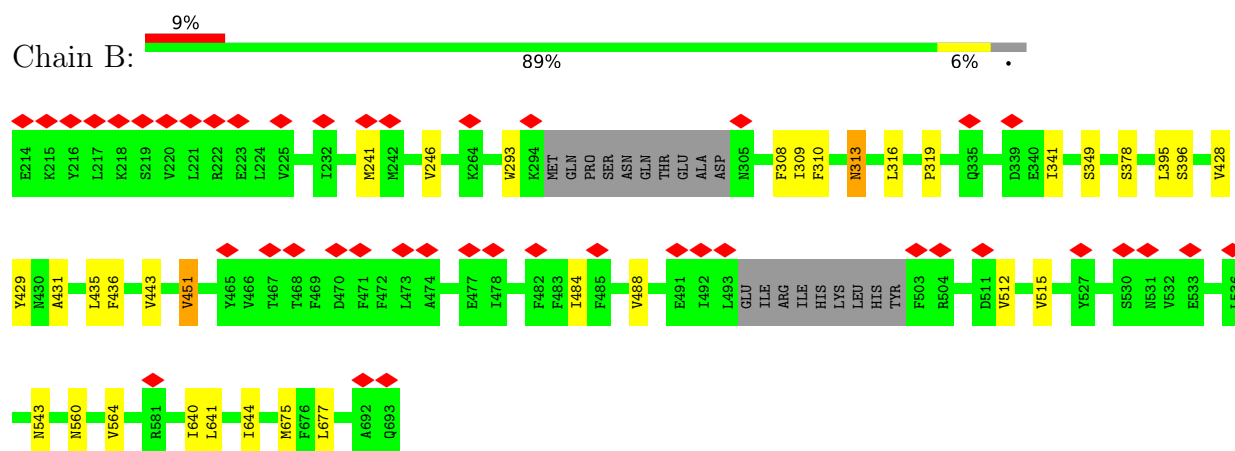 9%
Chain B:
89% 6% •
E214 K215 Y216 L217 K218 S219 V220 L221 R222 E223 L224 V225 I232 M241 M242 V246 K264 W293 K294 MET GLN PRO SER ASN GLN THR GLU ALA ASP N305 F308 I309 F310 N313 L316 P319 Q335 D339 E340 I341 S349 S378 L395 S396 V428
Y429 N430 A431 L435 F436 V443 V451 Y465 V466 T467 T468 F469 D470 F471 F472 L473 A474 E477 I478 F482 F483 I484 F485 V488 E491 I492 L493 GLU ILE ARG ILE HIS LYS LEU HIS TYR F503 R504 D511 V512 V515 Y527 S530 N531 V532 E533
N543 N560 V564 R581 I640 L641 I644 M675 F676 L677 A692 Q693